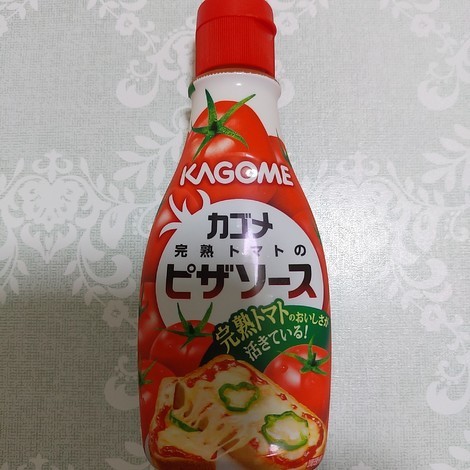 KAGOME
カゴメ
完熟トマトの
ピザソース
完熟トマトのおいしさが
活きている!